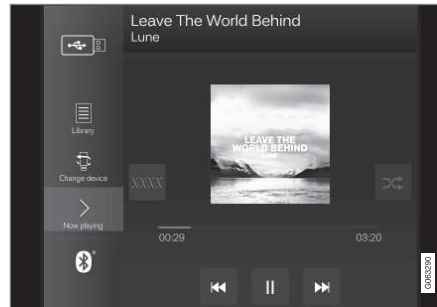 Leave The World Behind
Lune
Library
Change device
Now playing
LEAVE THE
WORLD BEHIND
LUNE
XXXX
00:29
03:20
G063290